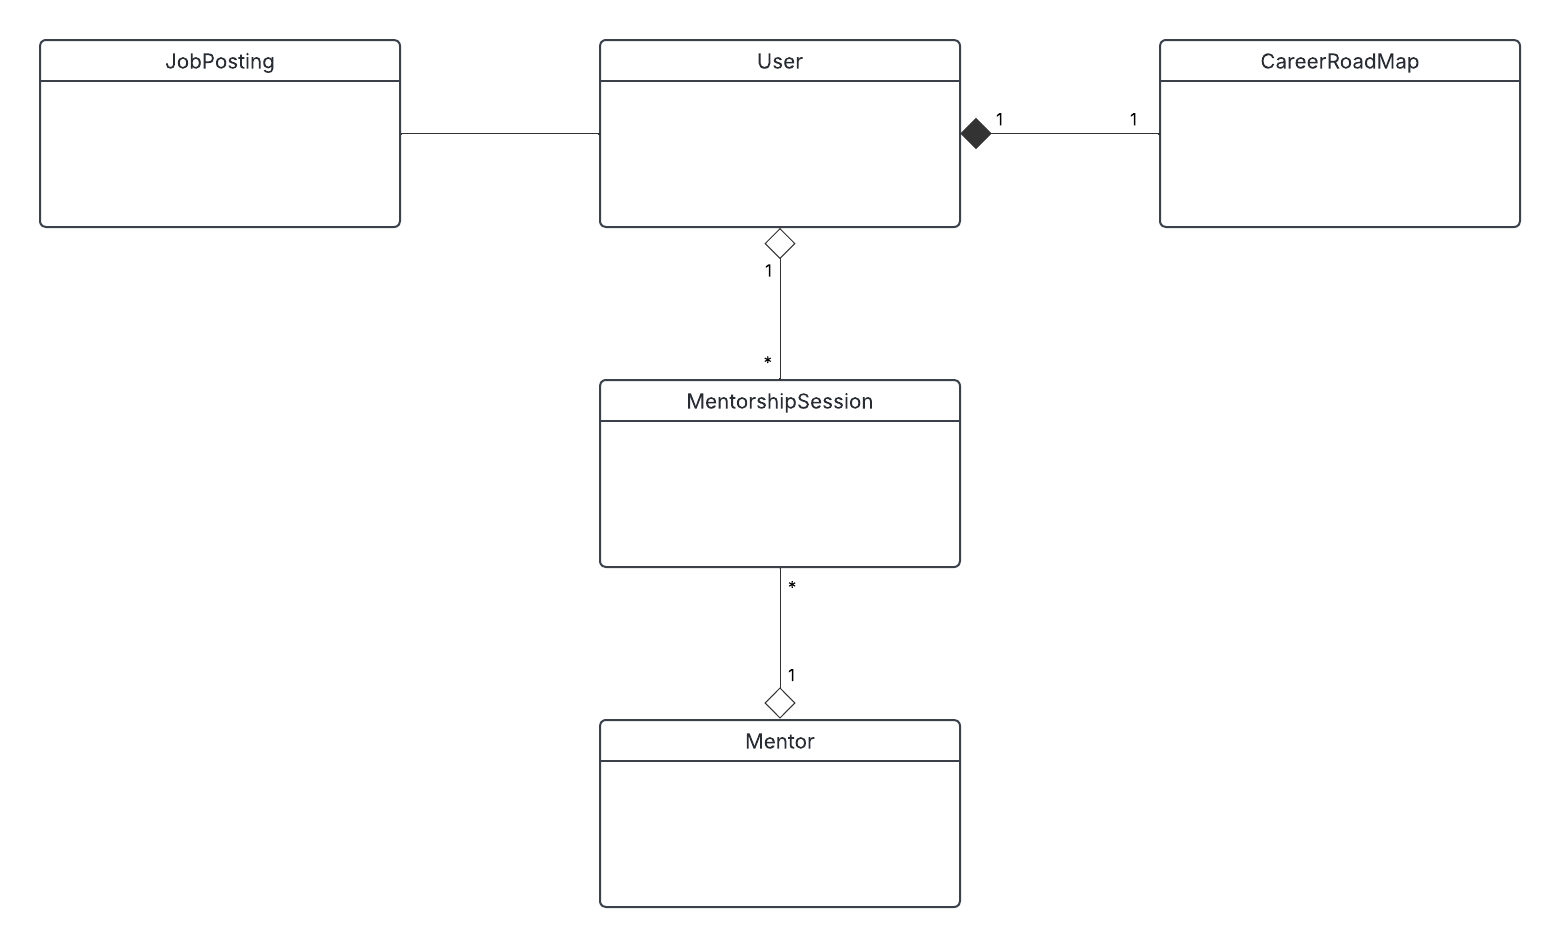 JobPosting
User
CareerRoadMap
1
1
1
*
MentorshipSession
*
1
Mentor